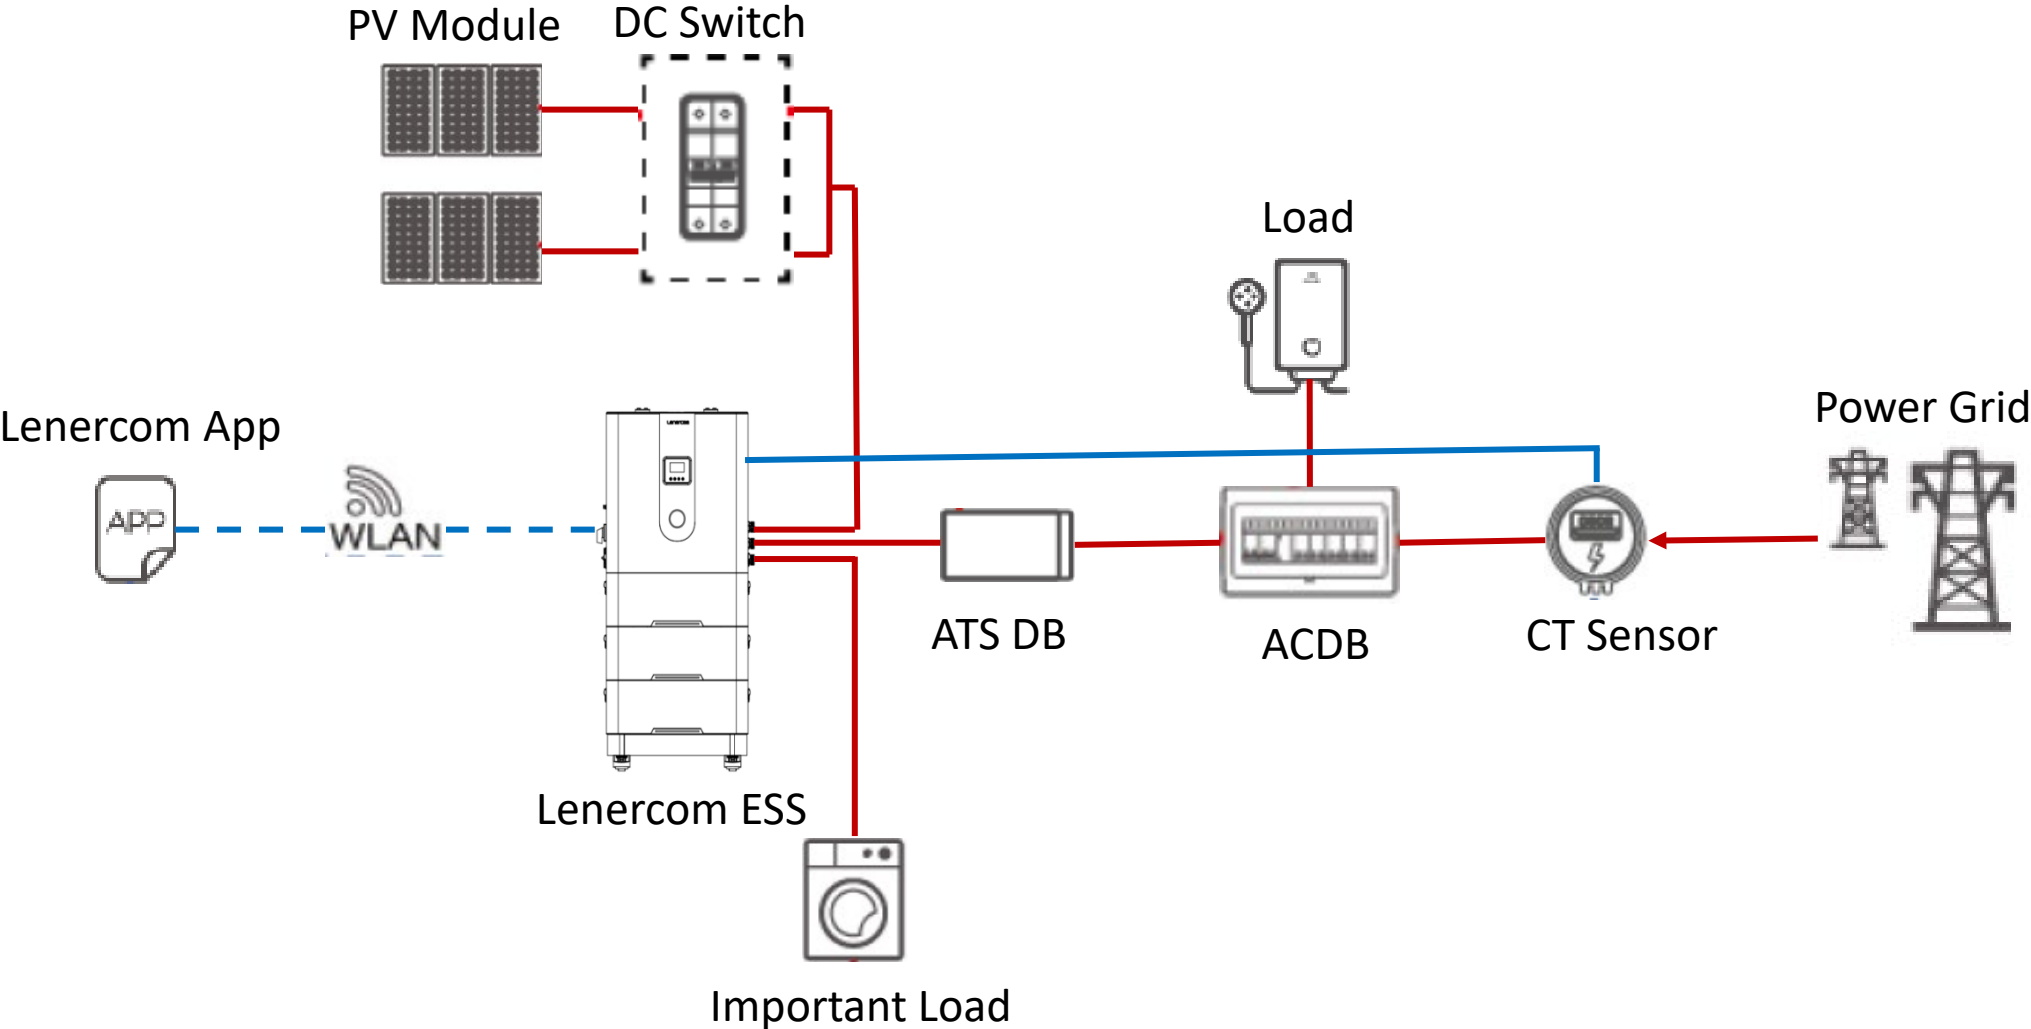 PV Module
DC Switch
Load
Power Grid
Lenercom App
APP
WLAN
ATS DB
ACDB
CT Sensor
Lenercom ESS
Important Load